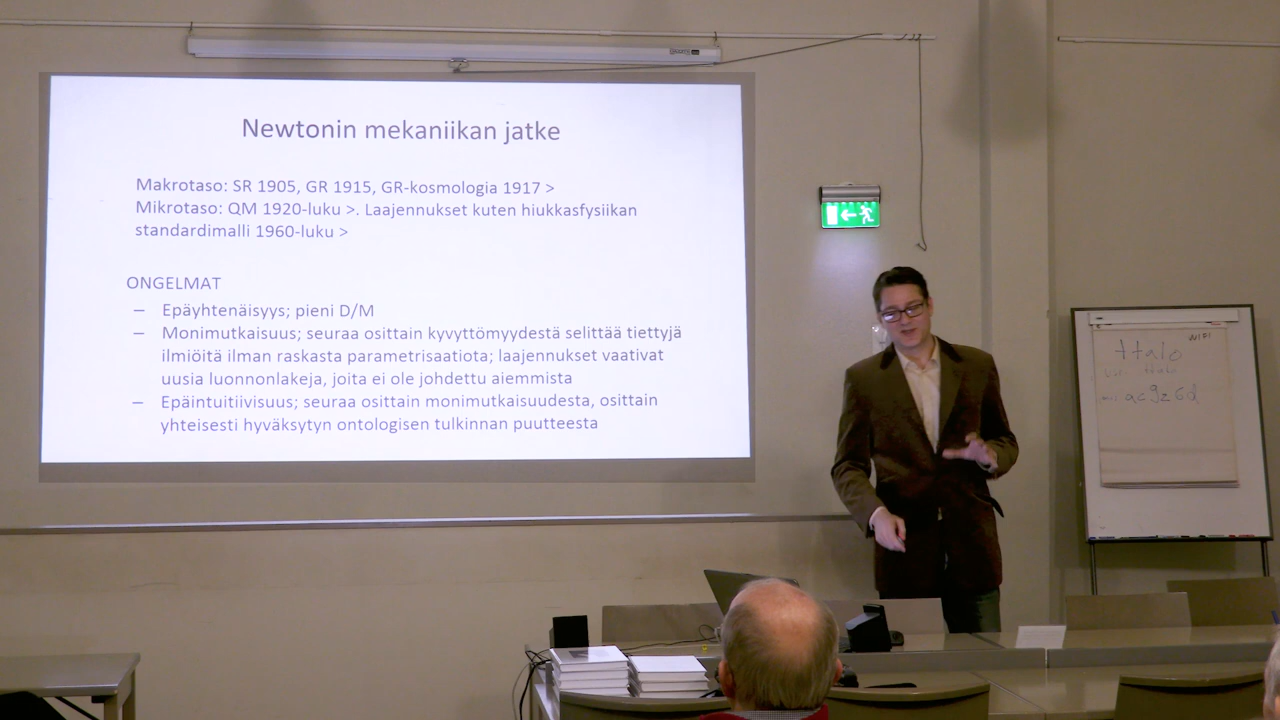 Newtonin mekaniikan jatke
Makrotaso: SR 1905, GR 1915, GR-kosmologia 1917 >
Mikrotaso: QM 1920-luku >. Laajennukset kuten hiukkasfysiikan
standardimalli 1960-luku >
ONGELMAT
– Epäyhtenäisyys; pieni D/M
– Monimutkaisuus; seuraa osittain kyvyttömyydestä selittää tiettyjä
ilmiöitä ilman raskasta parametrisaatiota; laajennukset vaativat
uusia luonnonlakeja, joita ei ole johdettu aiemmista
– Epäintuitiivisuus; seuraa osittain monimutkaisuudesta, osittain
yhteisesti hyväksytyn ontologisen tulkinnan puutteesta
WIFI